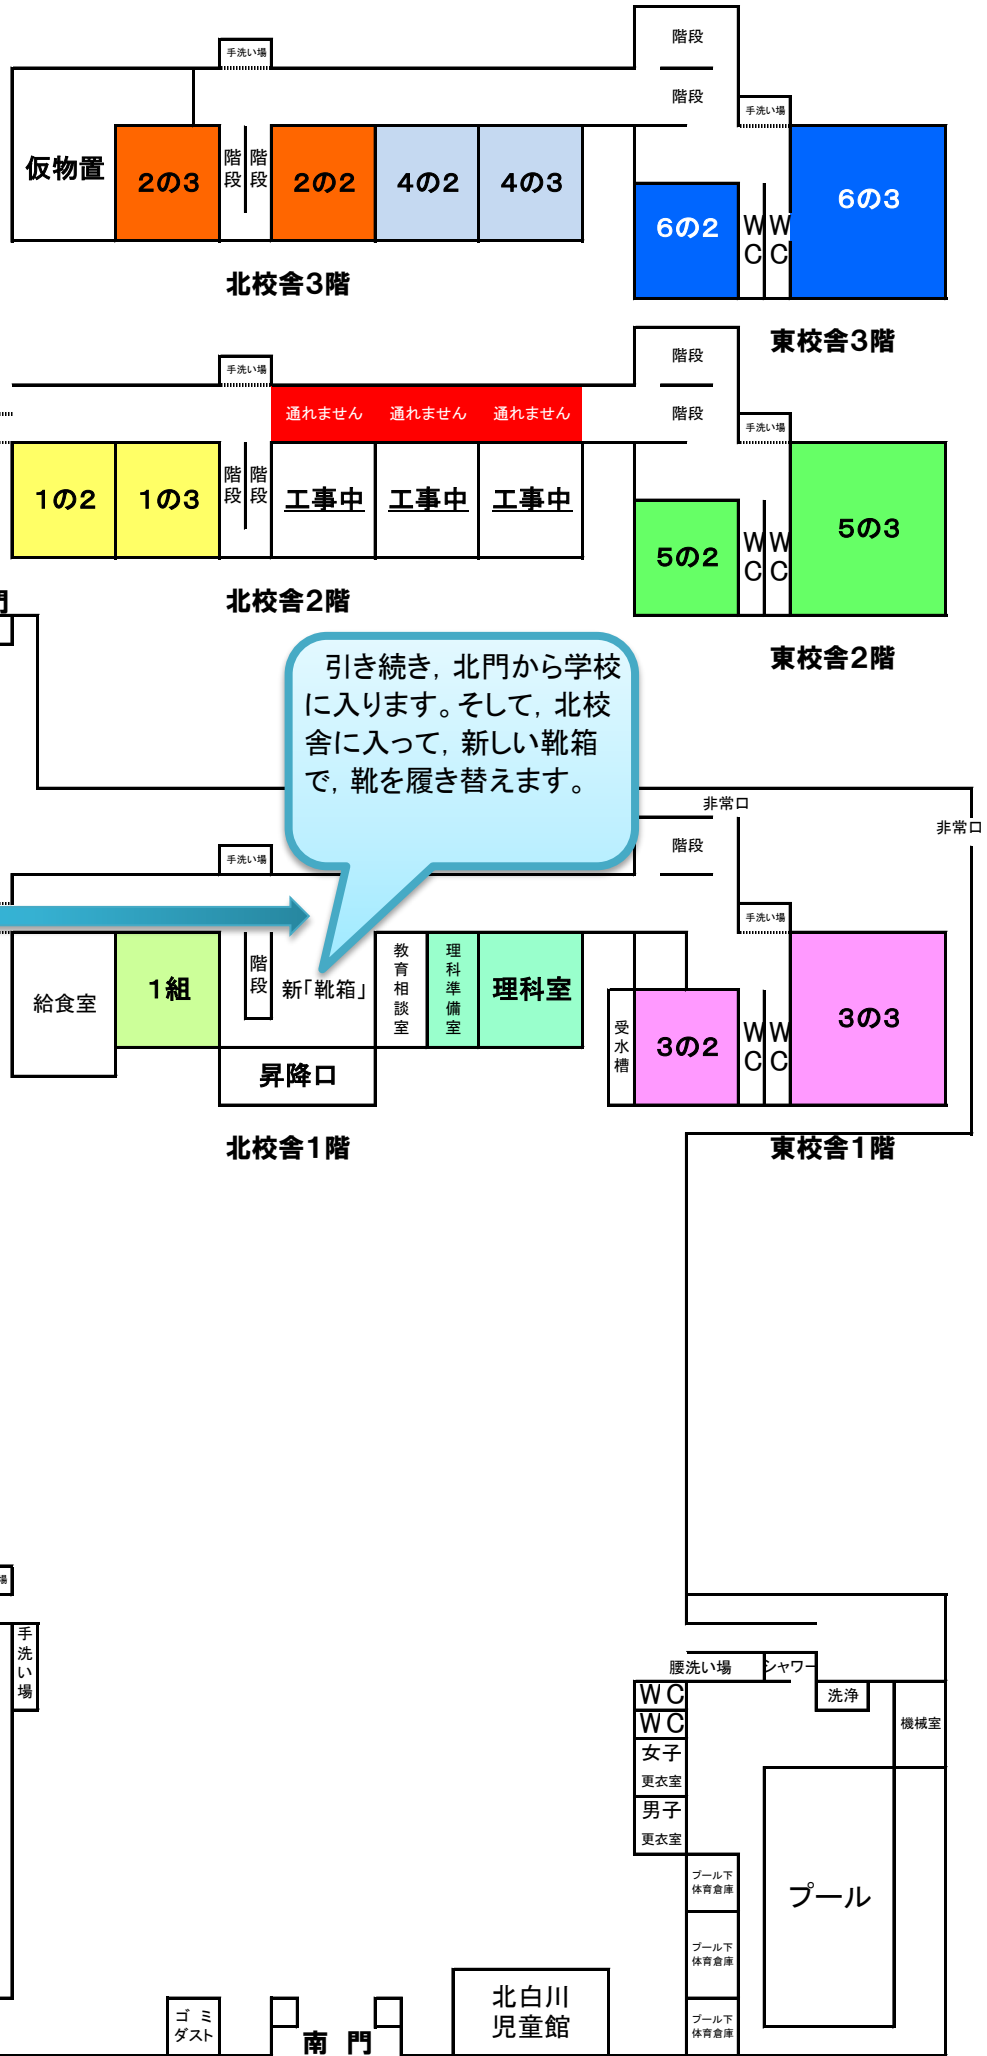 階段
手洗い場
階段
手洗い場
仮物置
2の3
階段
階段
2の2
4の2
4の3
6の2
WC
WC
6の3
北校舎3階
東校舎3階
階段
手洗い場
通れません
通れません
通れません
階段
手洗い場
1の2
1の3
階段
階段
工事中
工事中
工事中
5の2
WC
WC
5の3
北校舎2階
東校舎2階
門
引き続き, 北門から学校
に入ります。そして, 北校
舎に入って, 新しい靴箱
で, 靴を履き替えます。
非常口
非常口
手洗い場
階段
手洗い場
給食室
1組
階段
新「靴箱」
教育相談室
理科準備室
理科室
受水槽
3の2
WC
WC
3の3
昇降口
北校舎1階
東校舎1階
場
手洗い場
腰洗い場
シャワー
洗浄
機械室
WC
WC
女子
更衣室
男子
更衣室
プール下
体育倉庫
プール下
体育倉庫
プール下
体育倉庫
プール
北白川
児童館
ゴミ
ダスト
南 門